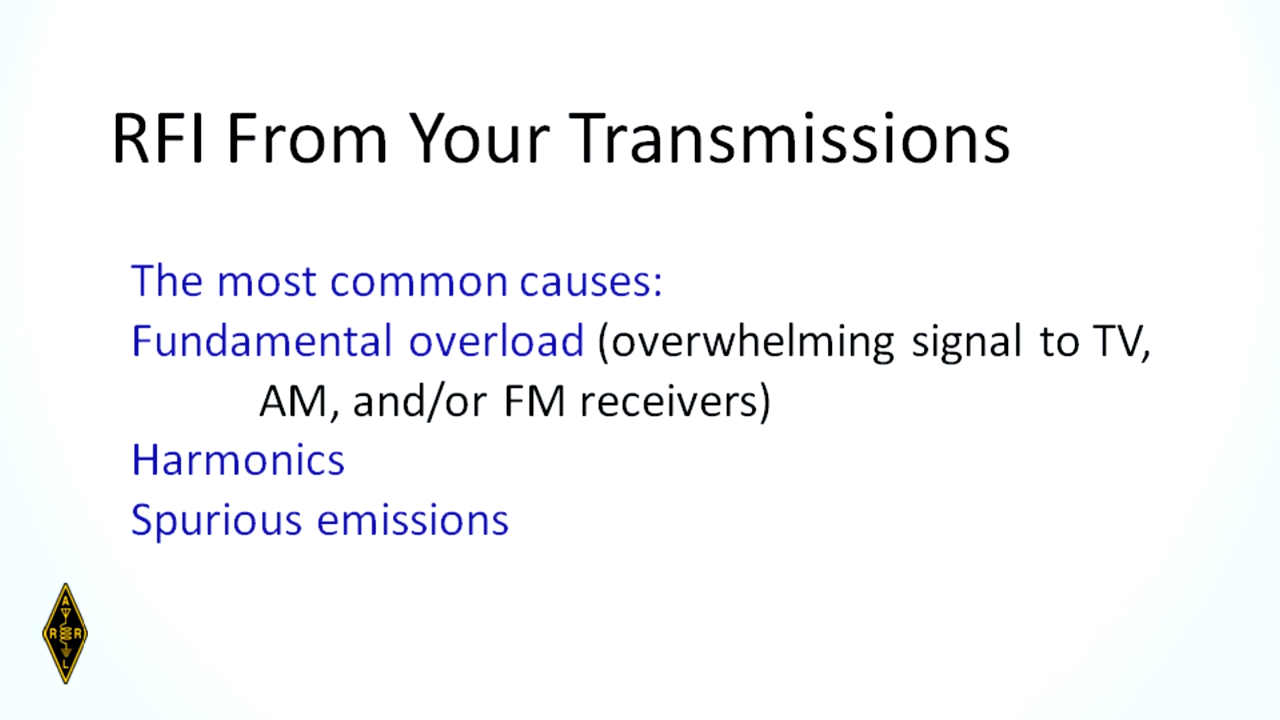 RFI From Your Transmissions
The most common causes:
Fundamental overload (overwhelming signal to TV,
AM, and/or FM receivers)
Harmonics
Spurious emissions
A
R R
L